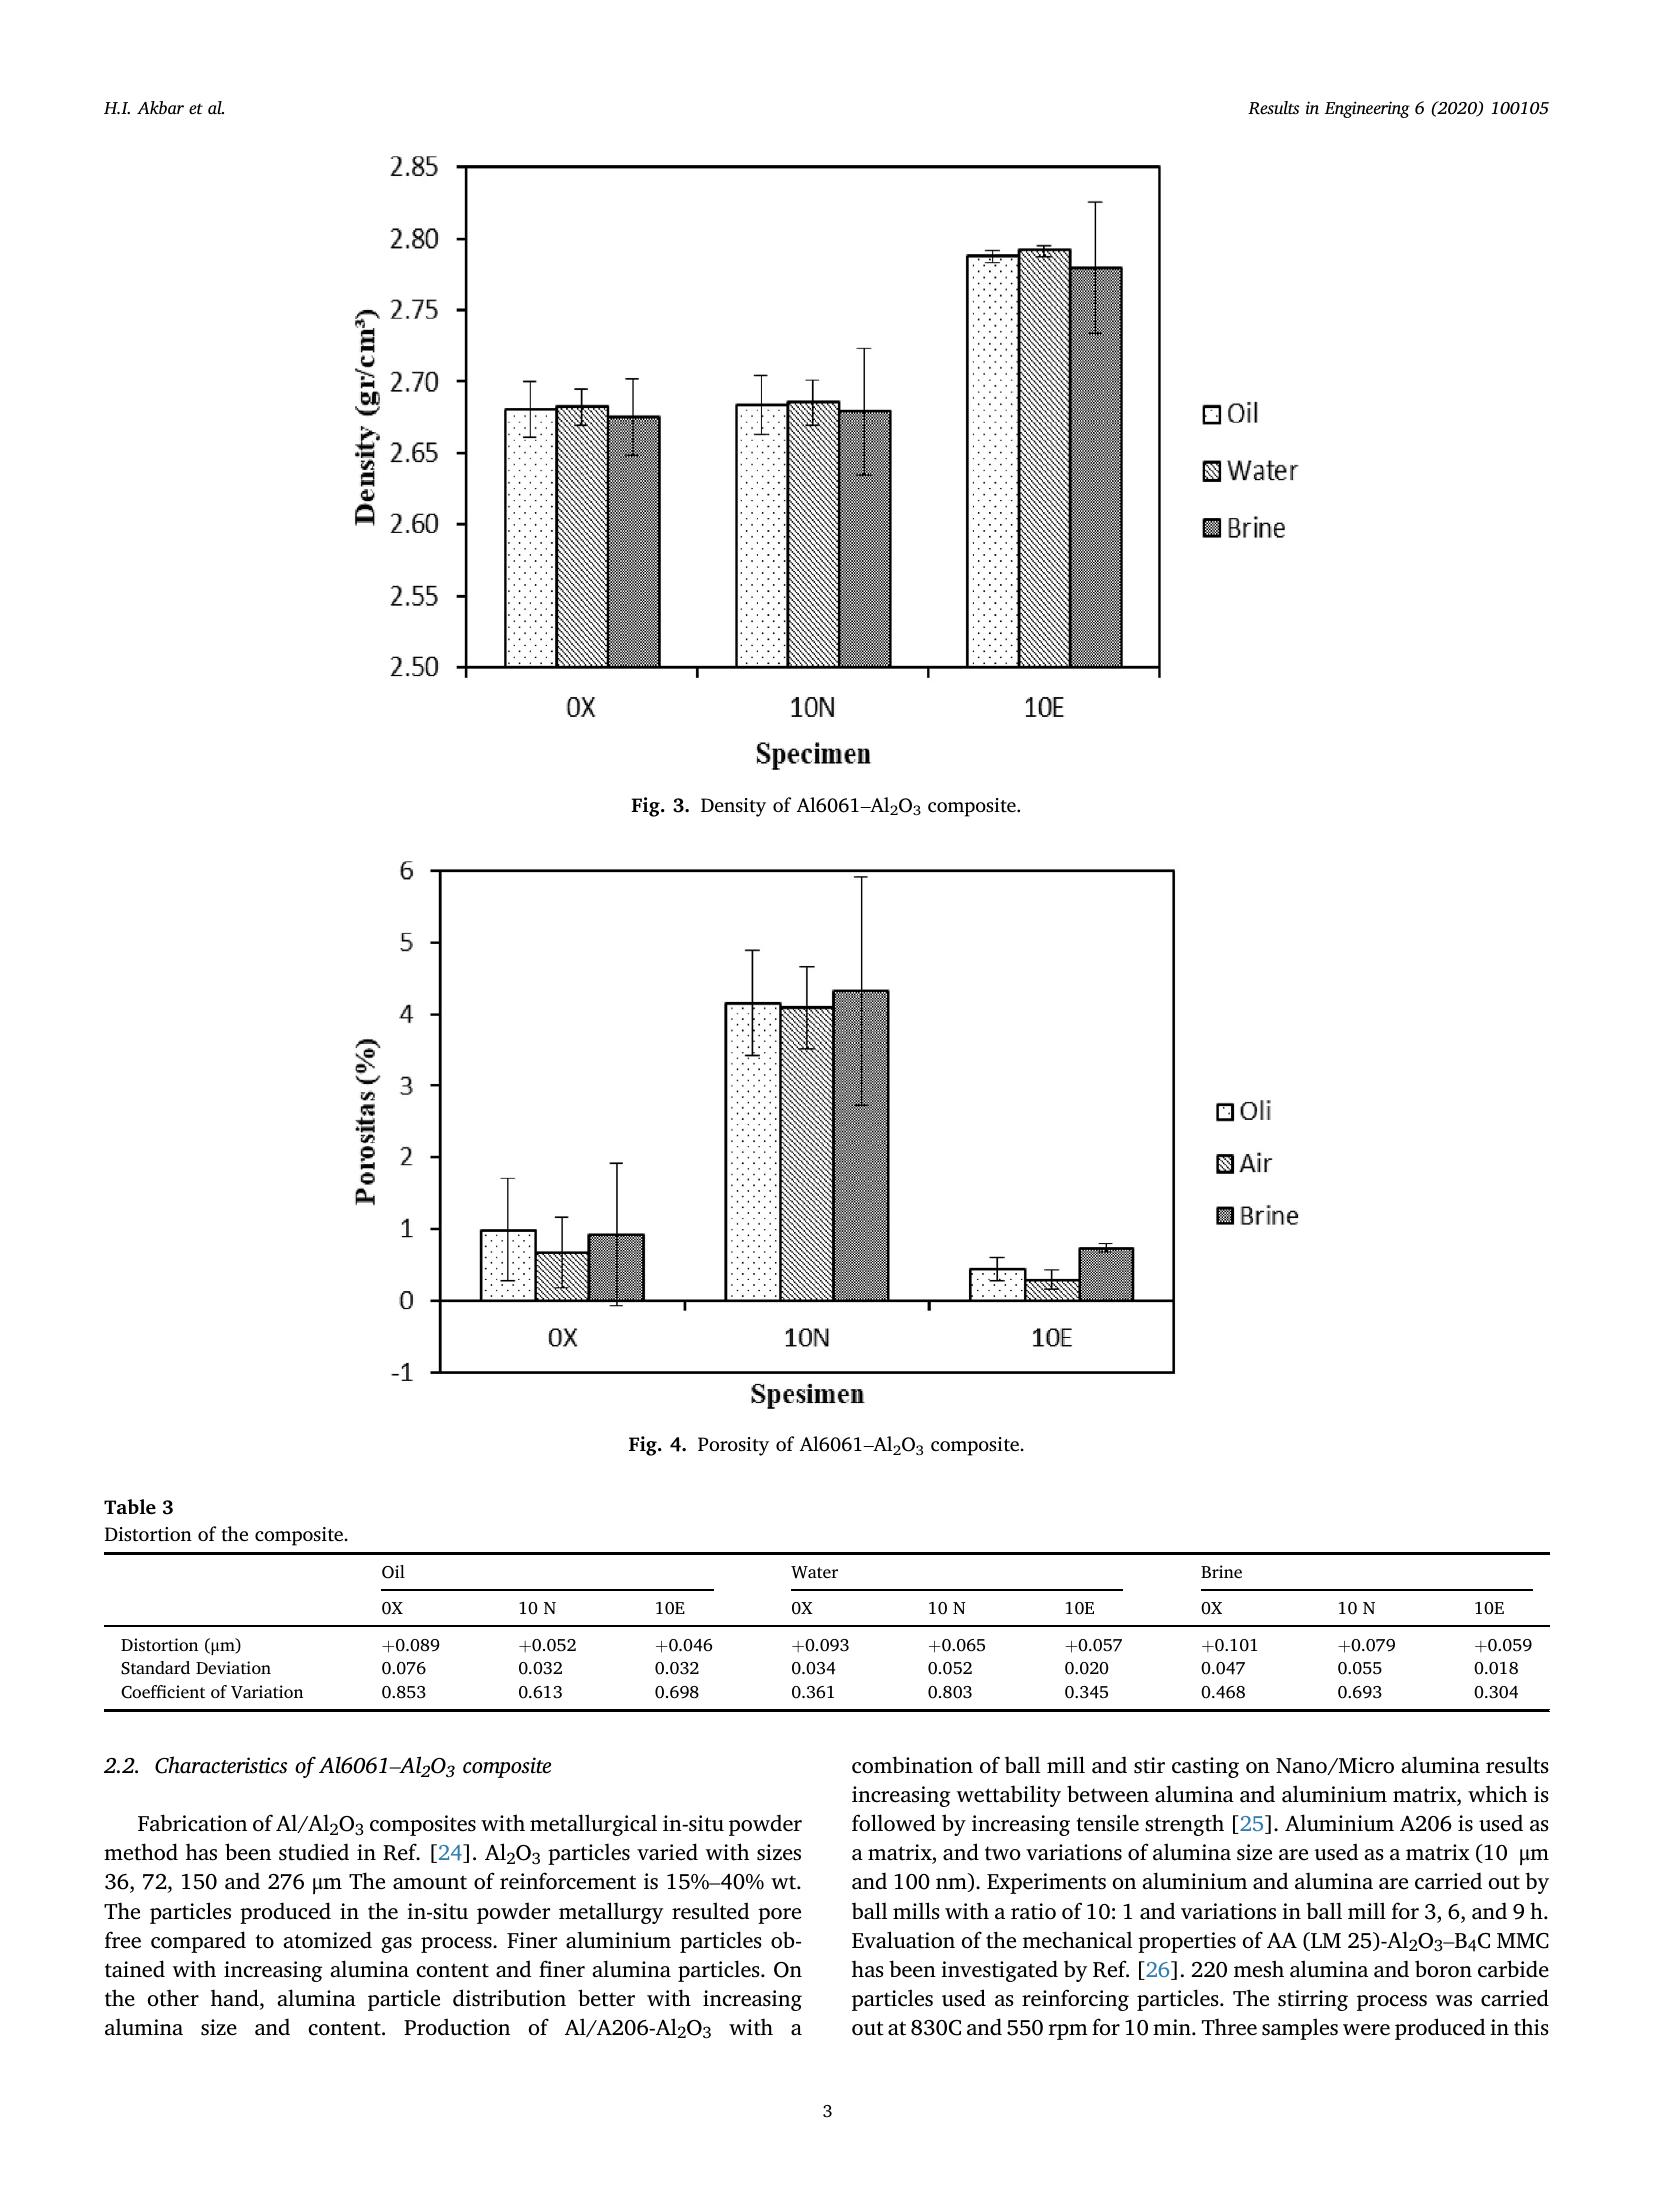 H.I. Akbar et al.
Results in Engineering 6 (2020) 100105
2.85
2.80
2.75
2.70
2.65
2.60
2.55
2.50
Density (gr/cm³)
0X 10N 10E
Specimen
Oil
Water
Brine
Fig. 3. Density of Al6061–Al₂O₃ composite.
6
5
4
3
2
1
0
-1
Porositas (%)
0X 10N 10E
Spesimen
Oli
Air
Brine
Fig. 4. Porosity of Al6061–Al₂O₃ composite.
Table 3
Distortion of the composite.
Oil Water Brine
0X 10 N 10E 0X 10 N 10E 0X 10 N 10E
Distortion (μm) +0.089 +0.052 +0.046 +0.093 +0.065 +0.057 +0.101 +0.079 +0.059
Standard Deviation 0.076 0.032 0.032 0.034 0.052 0.020 0.047 0.055 0.018
Coefficient of Variation 0.853 0.613 0.698 0.361 0.803 0.345 0.468 0.693 0.304
2.2. Characteristics of Al6061–Al₂O₃ composite
Fabrication of Al/Al₂O₃ composites with metallurgical in-situ powder
method has been studied in Ref. [24]. Al₂O₃ particles varied with sizes
36, 72, 150 and 276 μm The amount of reinforcement is 15%–40% wt.
The particles produced in the in-situ powder metallurgy resulted pore
free compared to atomized gas process. Finer aluminium particles ob-
tained with increasing alumina content and finer alumina particles. On
the other hand, alumina particle distribution better with increasing
alumina size and content. Production of Al/A206-Al₂O₃ with a
combination of ball mill and stir casting on Nano/Micro alumina results
increasing wettability between alumina and aluminium matrix, which is
followed by increasing tensile strength [25]. Aluminium A206 is used as
a matrix, and two variations of alumina size are used as a matrix (10 μm
and 100 nm). Experiments on aluminium and alumina are carried out by
ball mills with a ratio of 10: 1 and variations in ball mill for 3, 6, and 9 h.
Evaluation of the mechanical properties of AA (LM 25)-Al₂O₃–B₄C MMC
has been investigated by Ref. [26]. 220 mesh alumina and boron carbide
particles used as reinforcing particles. The stirring process was carried
out at 830C and 550 rpm for 10 min. Three samples were produced in this
3